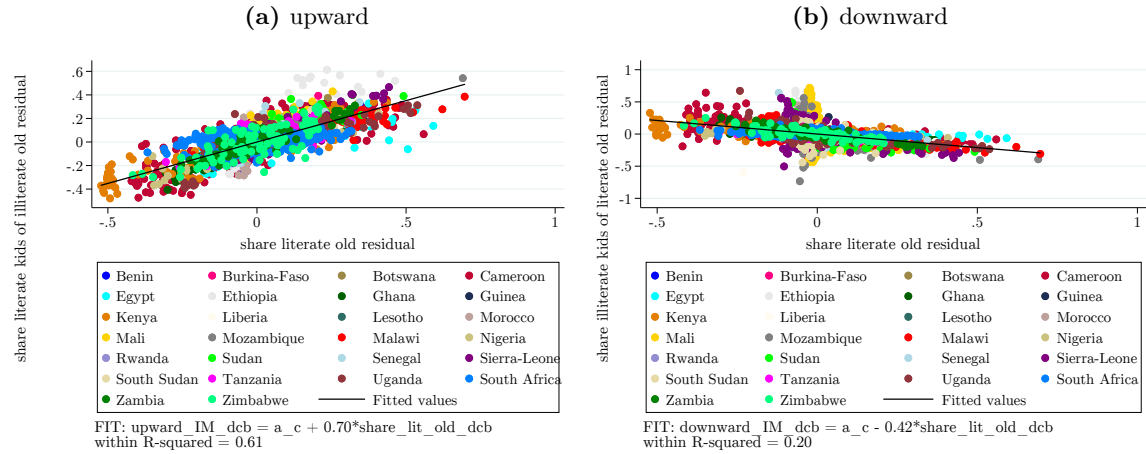 (a) upward
share literate kids of illiterate old residual
.6
.4
.2
0
-.2
-.4
-.5
0
.5
1
share literate old residual
Benin
Burkina-Faso
Botswana
Cameroon
Egypt
Ethiopia
Ghana
Guinea
Kenya
Liberia
Lesotho
Morocco
Mali
Mozambique
Malawi
Nigeria
Rwanda
Sudan
Senegal
Sierra-Leone
South Sudan
Tanzania
Uganda
South Africa
Zambia
Zimbabwe
Fitted values
FIT: upward_IM_dcb = a_c + 0.70*share_lit_old_dcb
within R-squared = 0.61
(b) downward
share illiterate kids of literate old residual
1
.5
0
-.5
-1
-.5
0
.5
1
share literate old residual
Benin
Burkina-Faso
Botswana
Cameroon
Egypt
Ethiopia
Ghana
Guinea
Kenya
Liberia
Lesotho
Morocco
Mali
Mozambique
Malawi
Nigeria
Rwanda
Sudan
Senegal
Sierra-Leone
South Sudan
Tanzania
Uganda
South Africa
Zambia
Zimbabwe
Fitted values
FIT: downward_IM_dcb = a_c - 0.42*share_lit_old_dcb
within R-squared = 0.20